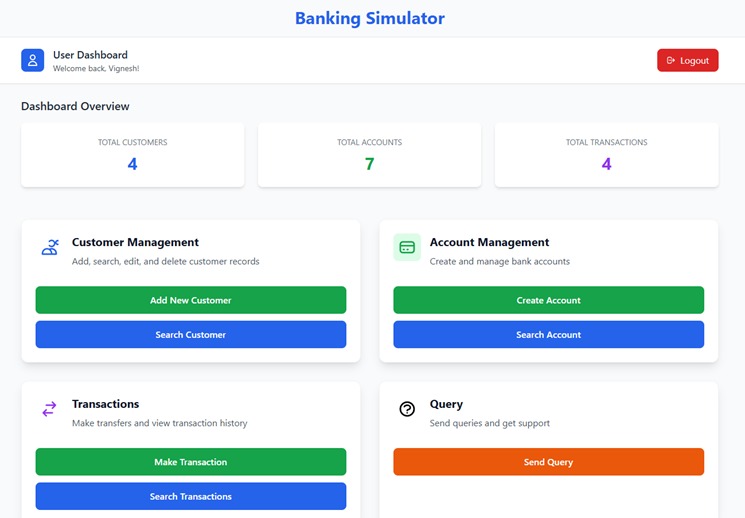 Banking Simulator
User Dashboard
Welcome back, Vignesh!
Logout
Dashboard Overview
TOTAL CUSTOMERS
4
TOTAL ACCOUNTS
7
TOTAL TRANSACTIONS
4
Customer Management
Add, search, edit, and delete customer records
Add New Customer
Search Customer
Account Management
Create and manage bank accounts
Create Account
Search Account
Transactions
Make transfers and view transaction history
Make Transaction
Search Transactions
Query
Send queries and get support
Send Query